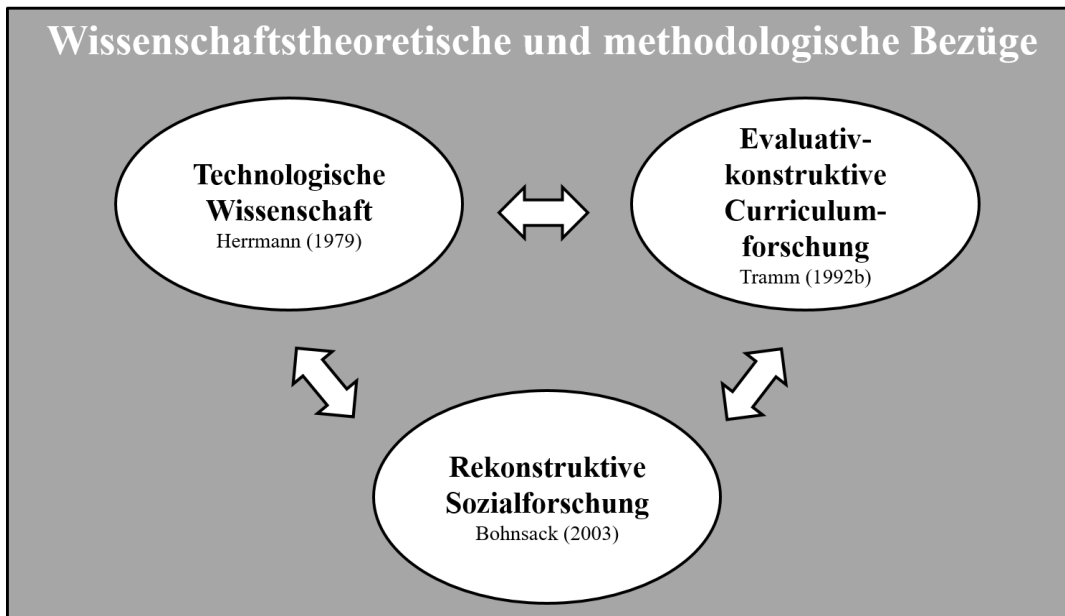 Wissenschaftstheoretische und methodologische Bezüge
Technologische
Wissenschaft
Herrmann (1979)
Evaluativ-
konstruktive
Curriculum-
forschung
Tramm (1992b)
Rekonstruktive
Sozialforschung
Bohnsack (2003)